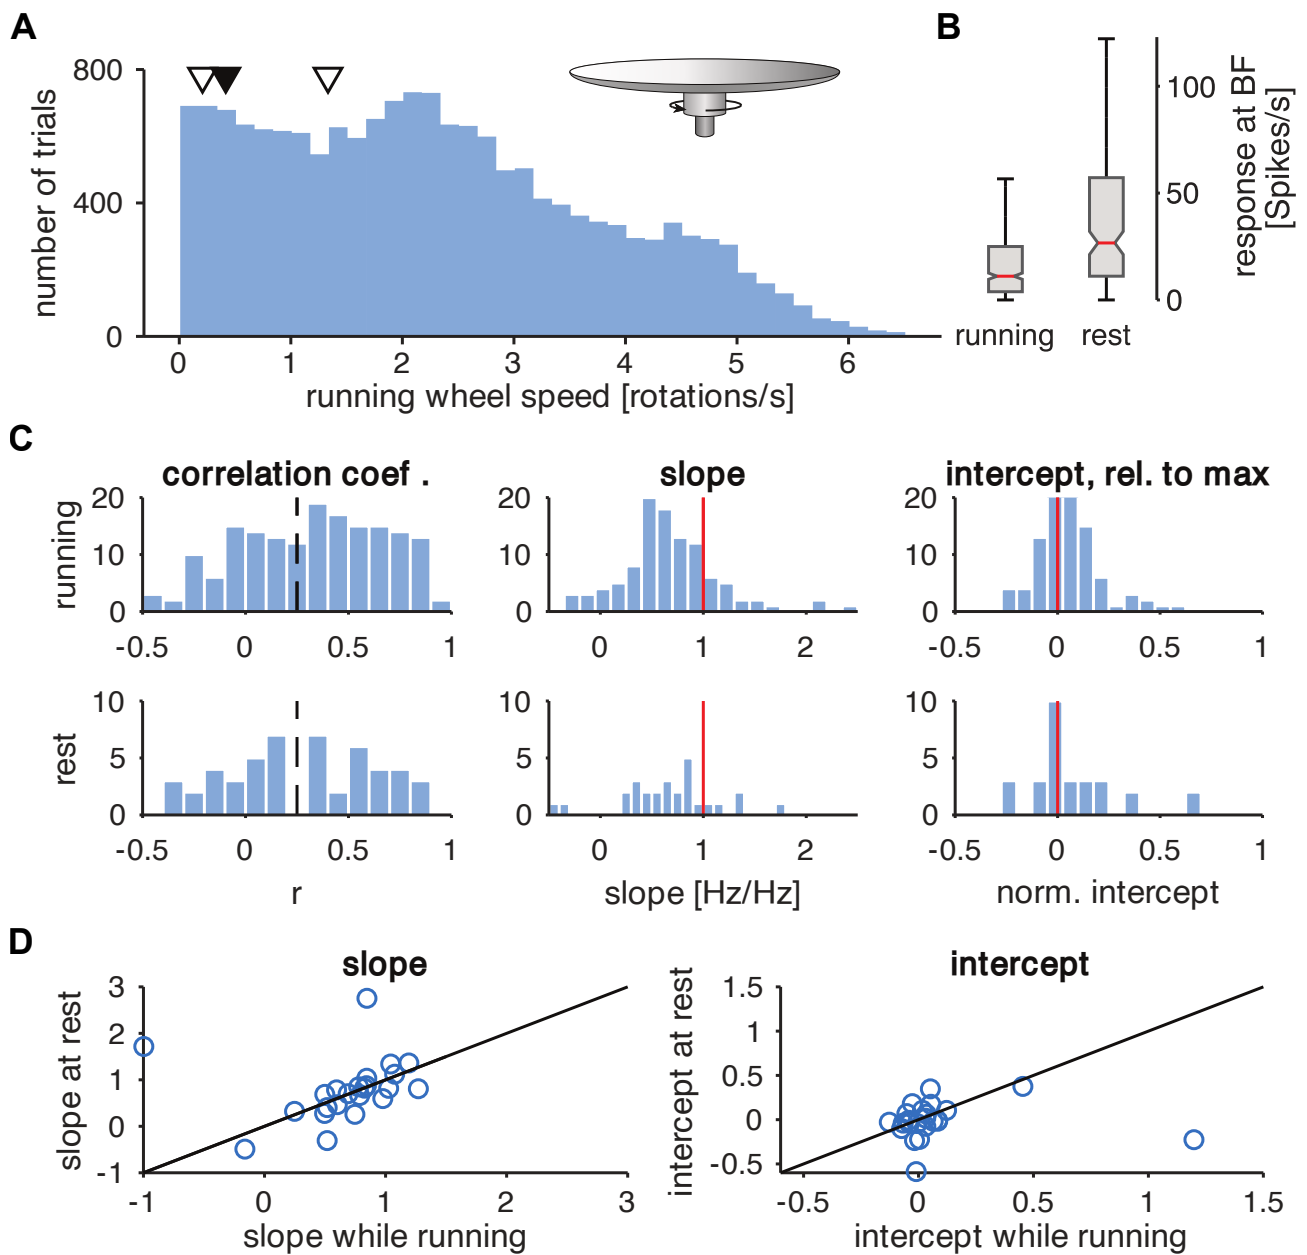 A
B
800
400
0
number of trials
0 1 2 3 4 5 6
running wheel speed [rotations/s]
100
50
0
response at BF
[Spikes/s]
running rest
C
correlation coef .
slope
intercept, rel. to max
running
20
10
0
-0.5 0 0.5 1
20
10
0
0 1 2
20
10
0
-0.5 0 0.5 1
rest
10
5
0
-0.5 0 0.5 1
r
10
5
0
0 1 2
slope [Hz/Hz]
10
5
0
-0.5 0 0.5 1
norm. intercept
D
slope
slope at rest
3
2
1
0
-1
-1 0 1 2 3
slope while running
intercept
intercept at rest
1.5
1
0.5
0
-0.5
-0.5 0 0.5 1 1.5
intercept while running